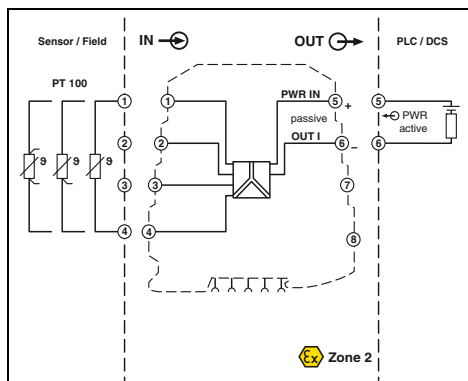 Sensor / Field IN OUT PLC / DCS
PT 100
1 1 PWR IN 5 + 5
passive PWR
active
2 2 OUT I 6 – 6
ϑ ϑ ϑ
3 3 7
4 4 8
Ex Zone 2